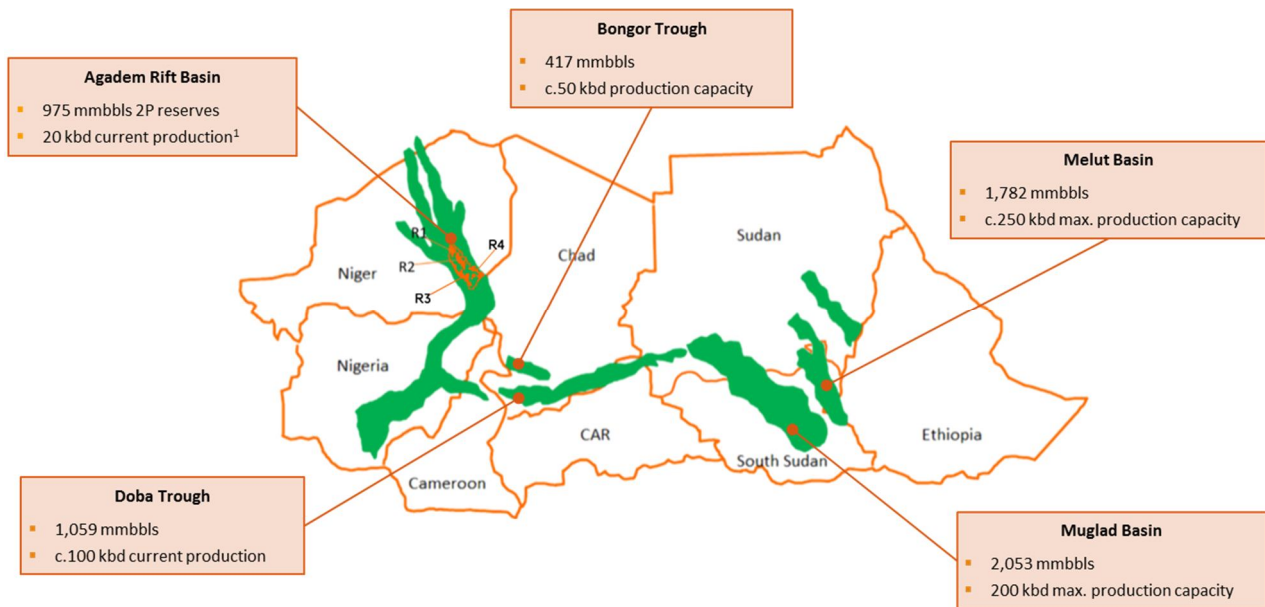 Bongor Trough
▪ 417 mmbbls
▪ c.50 kbd production capacity
Agadem Rift Basin
▪ 975 mmbbls 2P reserves
▪ 20 kbd current production¹
Melut Basin
▪ 1,782 mmbbls
▪ c.250 kbd max. production capacity
Sudan
Chad
Niger
R1
R2
R3
R4
Nigeria
CAR
Cameroon
South Sudan
Ethiopia
Doba Trough
▪ 1,059 mmbbls
▪ c.100 kbd current production
Muglad Basin
▪ 2,053 mmbbls
▪ 200 kbd max. production capacity